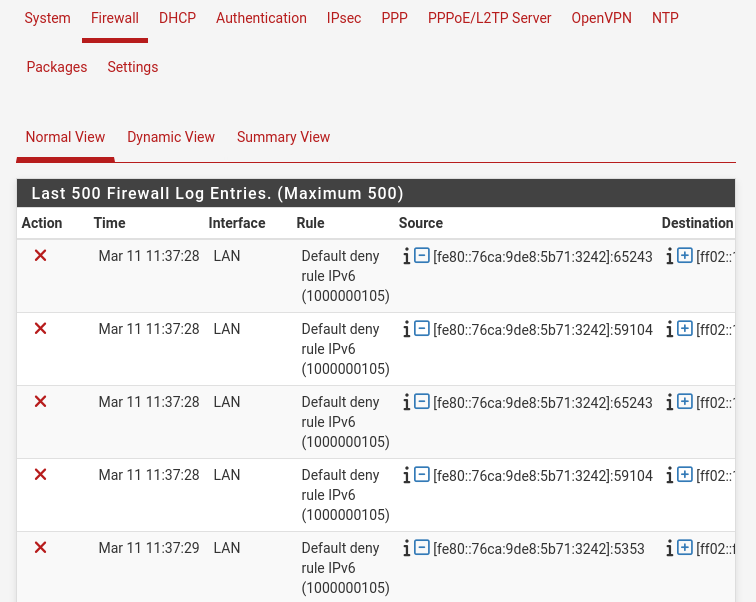 System Firewall DHCP Authentication IPsec PPP PPPoE/L2TP Server OpenVPN NTP
Packages Settings
Normal View Dynamic View Summary View
Last 500 Firewall Log Entries. (Maximum 500)
Action Time Interface Rule Source Destination
Mar 11 11:37:28 LAN Default deny [fe80::76ca:9de8:5b71:3242]:65243 [ff02::
rule IPv6
(1000000105)
Mar 11 11:37:28 LAN Default deny [fe80::76ca:9de8:5b71:3242]:59104 [ff02::
rule IPv6
(1000000105)
Mar 11 11:37:28 LAN Default deny [fe80::76ca:9de8:5b71:3242]:65243 [ff02::
rule IPv6
(1000000105)
Mar 11 11:37:28 LAN Default deny [fe80::76ca:9de8:5b71:3242]:59104 [ff02::
rule IPv6
(1000000105)
Mar 11 11:37:29 LAN Default deny [fe80::76ca:9de8:5b71:3242]:5353 [ff02::
rule IPv6
(1000000105)